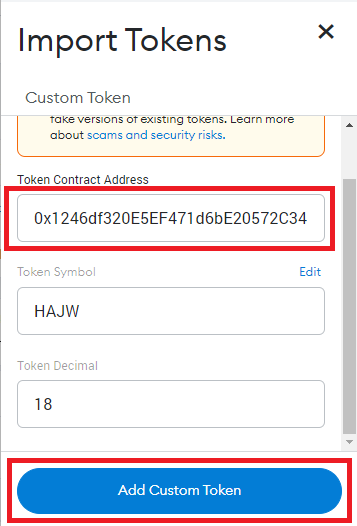 Import Tokens
Custom Token
fake versions of existing tokens. Learn more
about scams and security risks.
Token Contract Address
0x1246df320E5EF471d6bE20572C34
Token Symbol
Edit
HAJW
Token Decimal
18
Add Custom Token